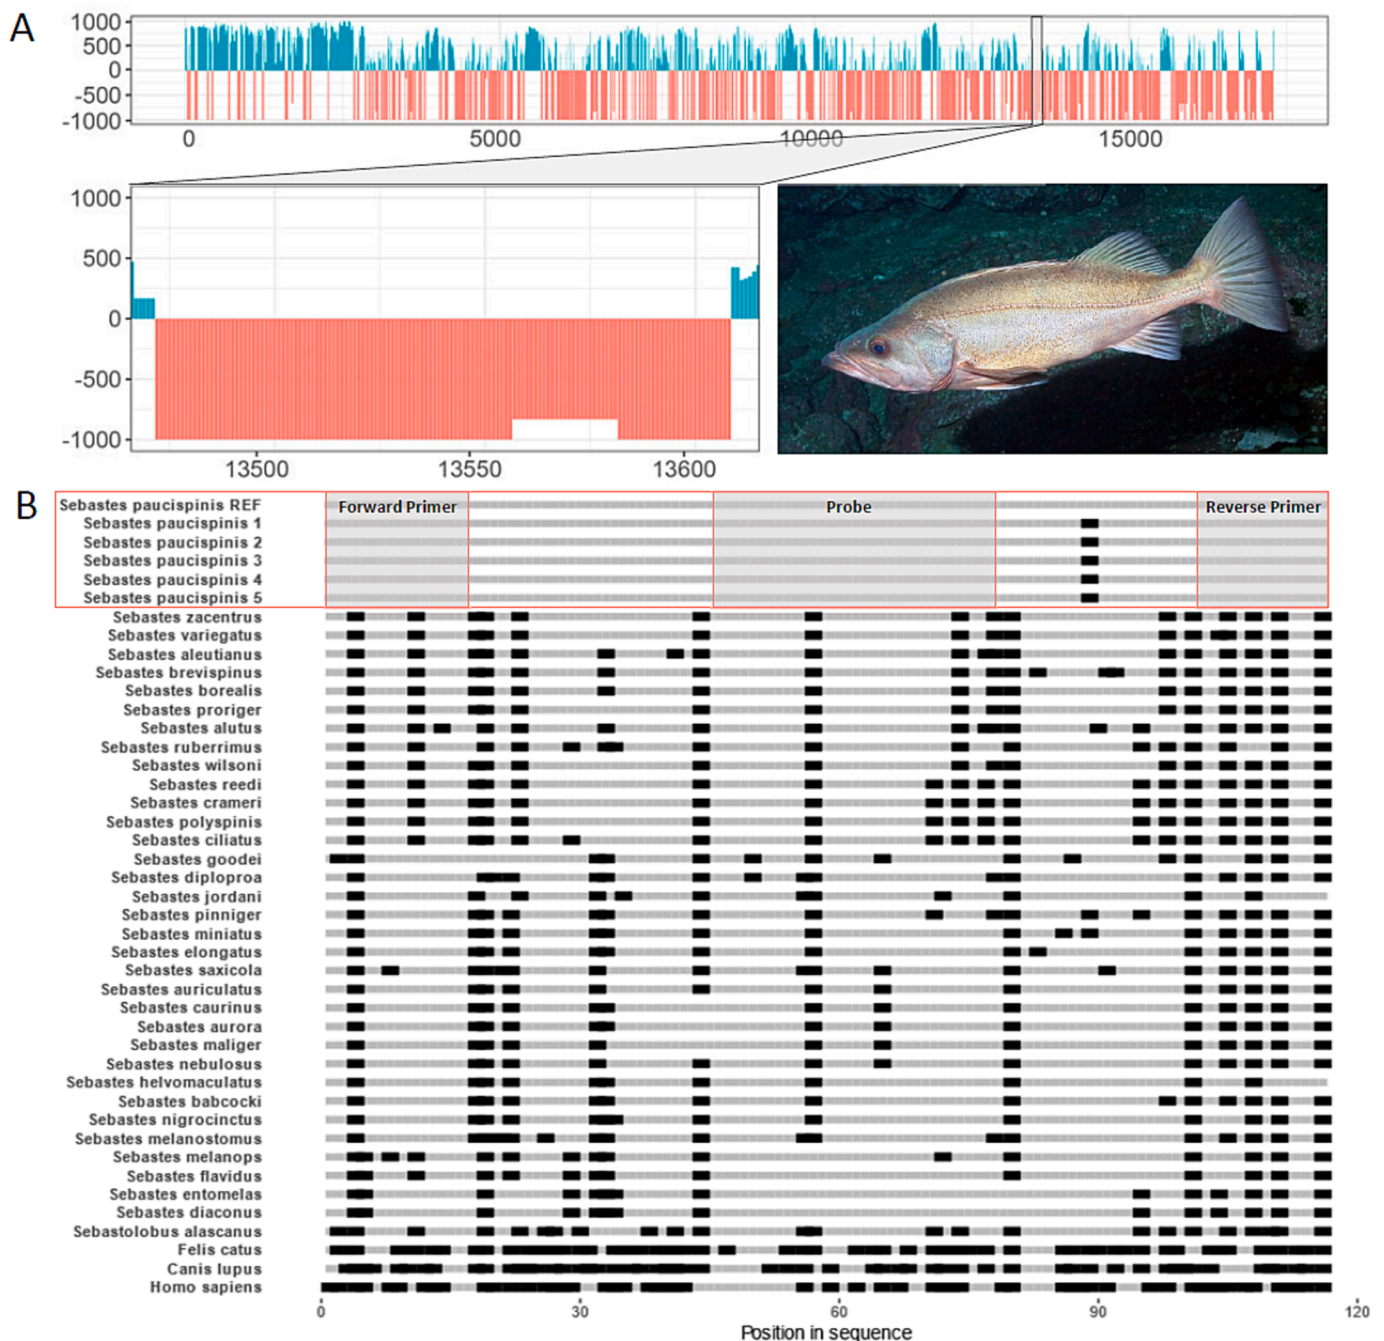 A
1000
500
0
-500
-1000
0 5000 10000 15000
1000
500
0
-500
-1000
13500 13550 13600
B
Forward Primer Probe Reverse Primer
Sebastes paucispinis REF
Sebastes paucispinis 1
Sebastes paucispinis 2
Sebastes paucispinis 3
Sebastes paucispinis 4
Sebastes paucispinis 5
Sebastes zacentrus
Sebastes variegatus
Sebastes aleutianus
Sebastes brevispinus
Sebastes borealis
Sebastes proriger
Sebastes alutus
Sebastes ruberrimus
Sebastes wilsoni
Sebastes reedi
Sebastes crameri
Sebastes polyspinis
Sebastes ciliatus
Sebastes goodei
Sebastes diploproa
Sebastes jordani
Sebastes pinniger
Sebastes miniatus
Sebastes elongatus
Sebastes saxicola
Sebastes auriculatus
Sebastes caurinus
Sebastes aurora
Sebastes maliger
Sebastes nebulosus
Sebastes helvomaculatus
Sebastes babcocki
Sebastes nigrocinctus
Sebastes melanostomus
Sebastes melanops
Sebastes flavidus
Sebastes entomelas
Sebastes diaconus
Sebastolobus alascanus
Felis catus
Canis lupus
Homo sapiens
0 30 60 90 120
Position in sequence